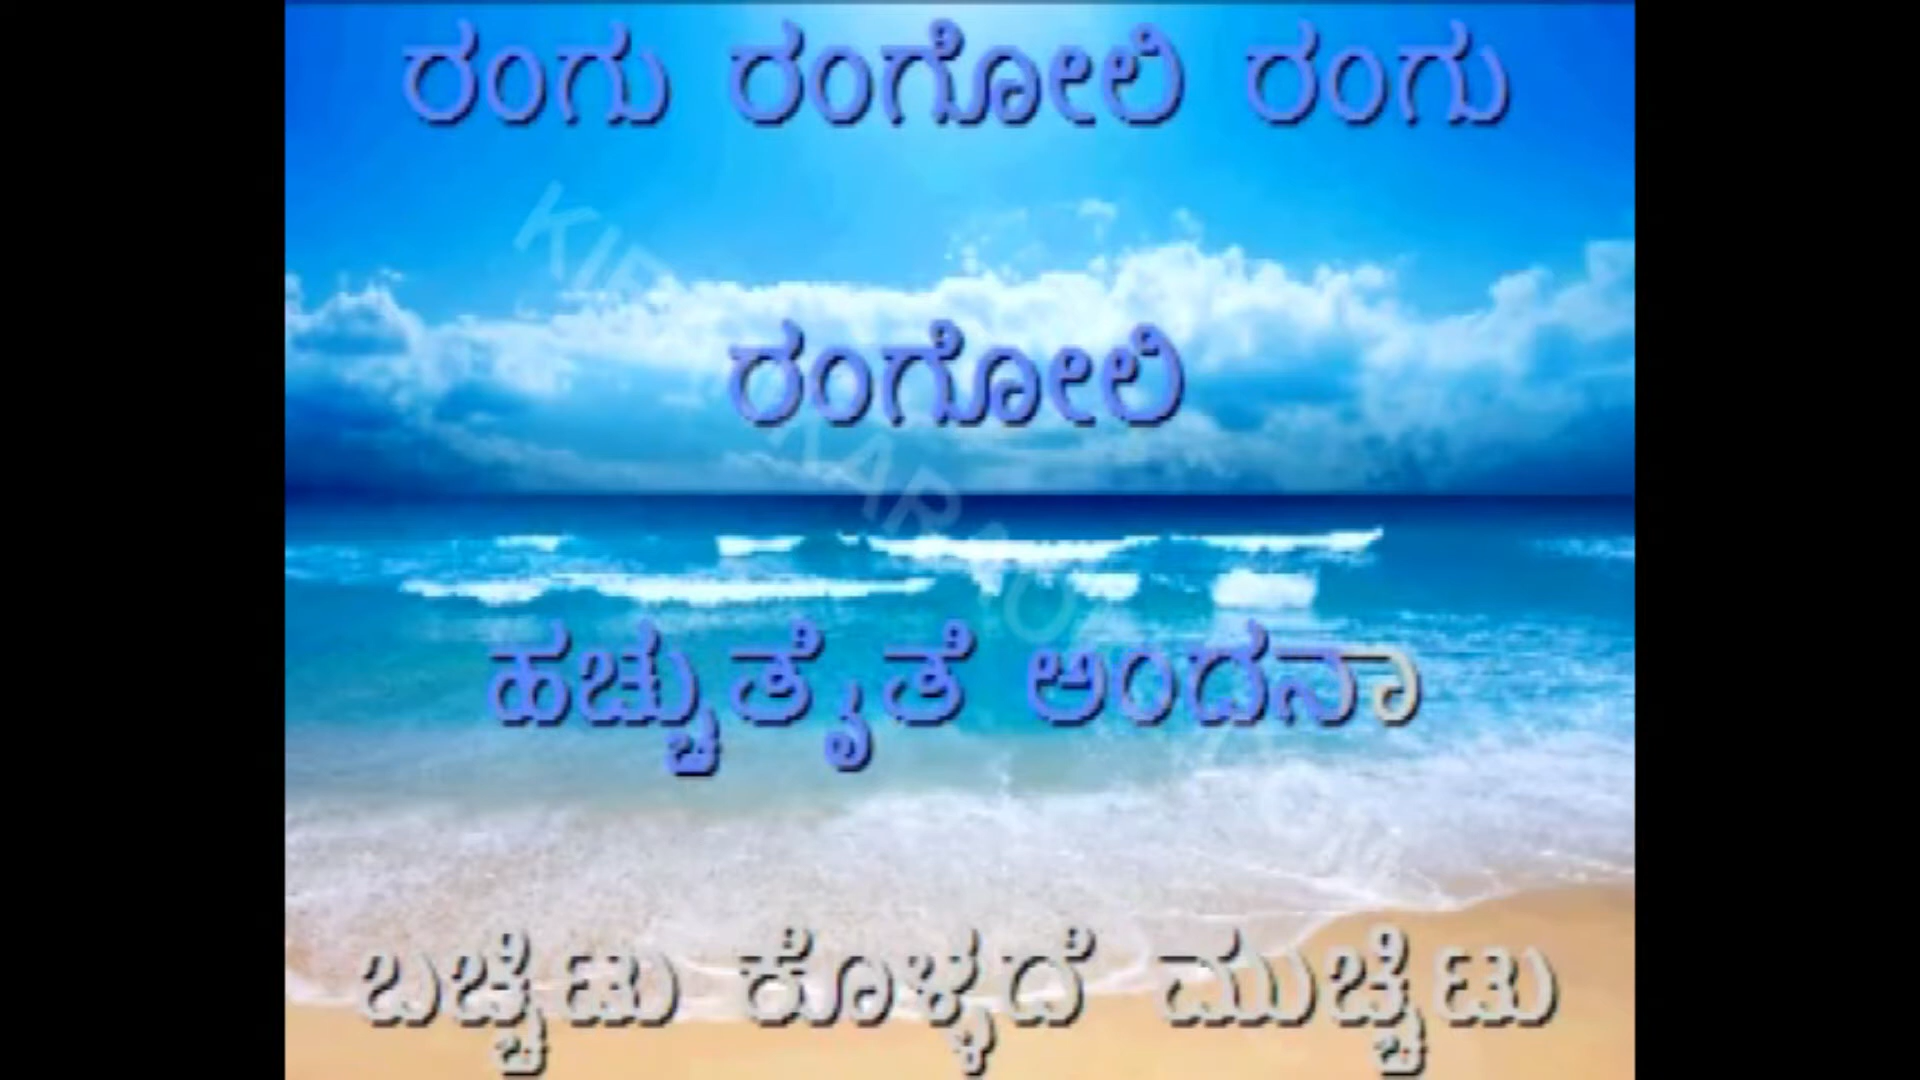 ರಂಗು ರಂಗೋಲಿ ರಂಗು
ರಂಗೋಲಿ
ಹಚ್ಚುತೈತೆ ಅಂದನಾ
ಬಚ್ಚಿಟು ಕೊಳ್ಳದೆ ಮುಚ್ಚಿಟು